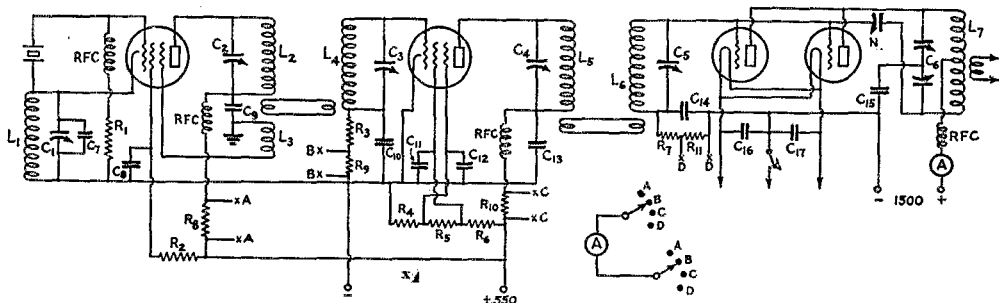 RFC
R₁
L₁
C₁
C₇
C₈
C₂
L₂
RFC
C₉
L₃
R₈
xA
xA
R₂
L₄
C₃
R₃
Bx
R₉
Bx
C₁₀
C₁₁
C₁₂
R₄
R₅
R₆
C₄
L₅
RFC
C₁₃
R₁₀
xC
xC
−
+550
L₆
C₅
C₁₄
R₇
R₁₁
x
D
x
D
C₁₆
C₁₇
N
C₁₅
C₆
L₇
RFC
A
− 1500 +
A
A
B
C
D
A
B
C
D